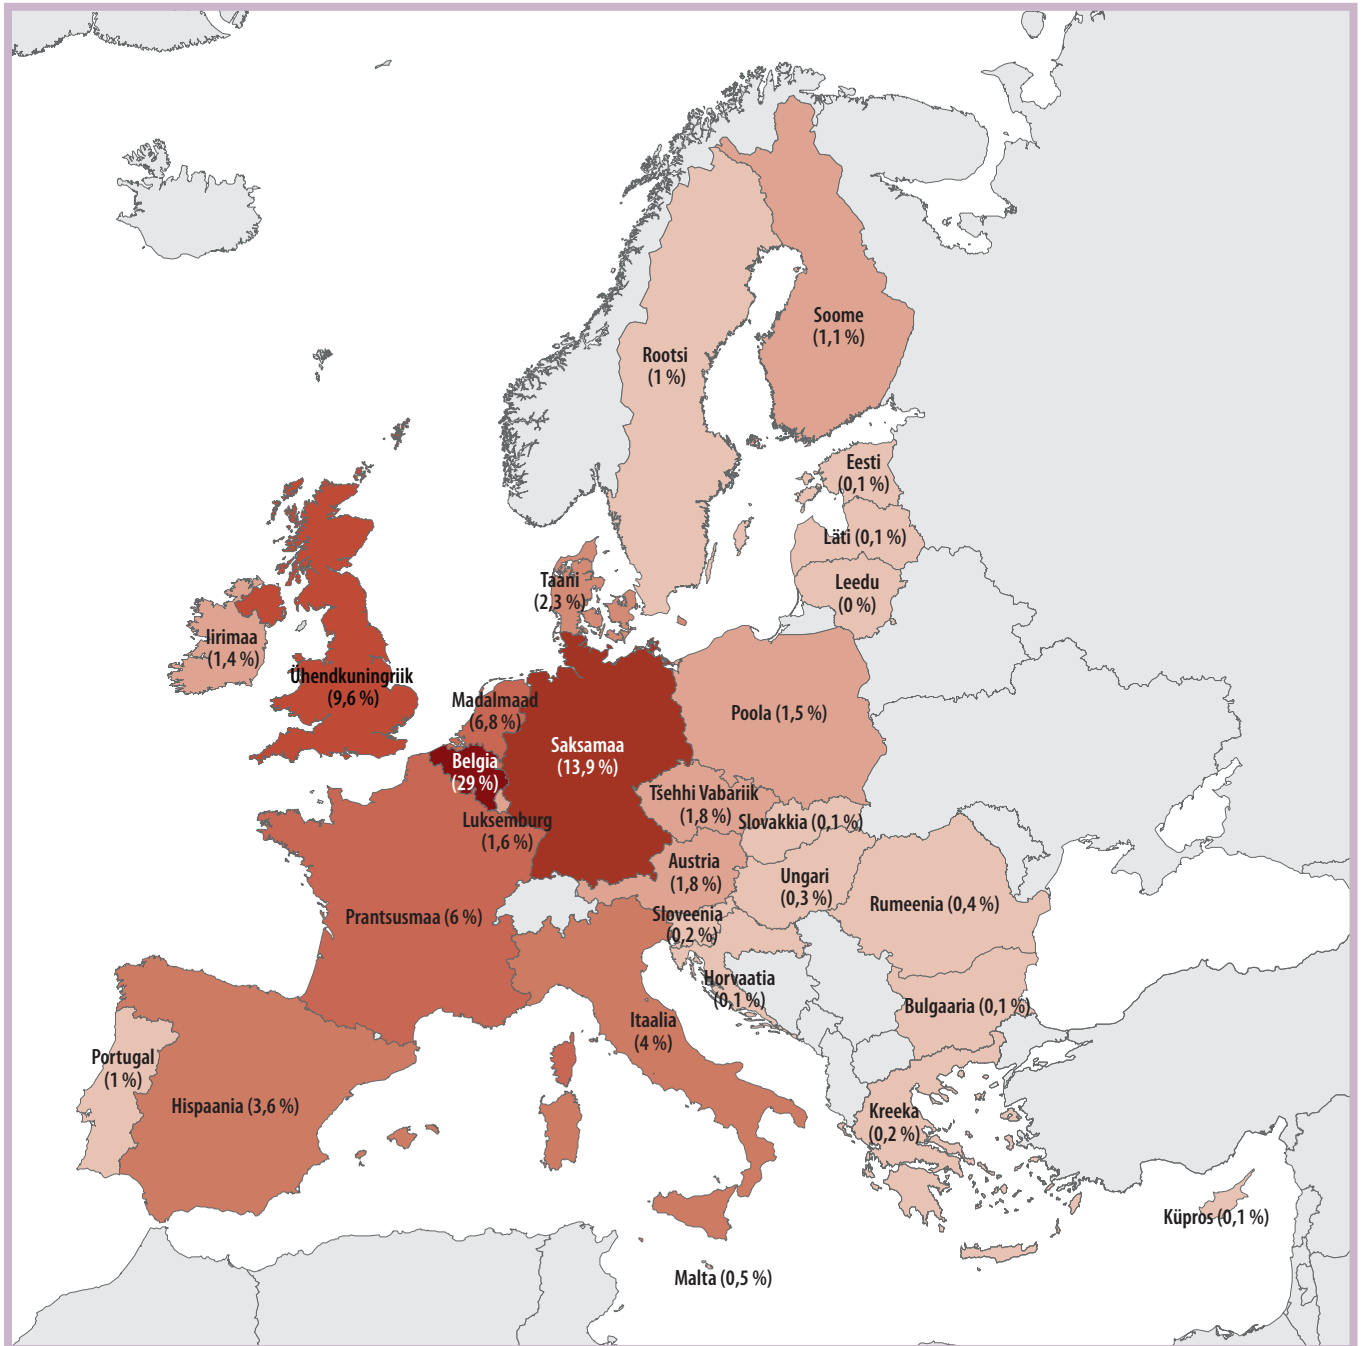 Soome
(1,1 %)
Rootsi
(1 %)
Eesti
(0,1 %)
Läti (0,1 %)
Leedu
(0 %)
Taani
(2,3 %)
Iirimaa
(1,4 %)
Ühendkuningriik
(9,6 %)
Madalmaad
(6,8 %)
Poola (1,5 %)
Saksamaa
(13,9 %)
Belgia
(29 %)
Tšehhi Vabariik
(1,8 %)
Slovakkia (0,1 %)
Luksemburg
(1,6 %)
Austria
(1,8 %)
Ungari
(0,3 %)
Rumeenia (0,4 %)
Prantsusmaa (6 %)
Sloveenia
(0,2 %)
Horvaatia
(0,1 %)
Bulgaaria (0,1 %)
Itaalia
(4 %)
Portugal
(1 %)
Hispaania (3,6 %)
Kreeka
(0,2 %)
Küpros (0,1 %)
Malta (0,5 %)